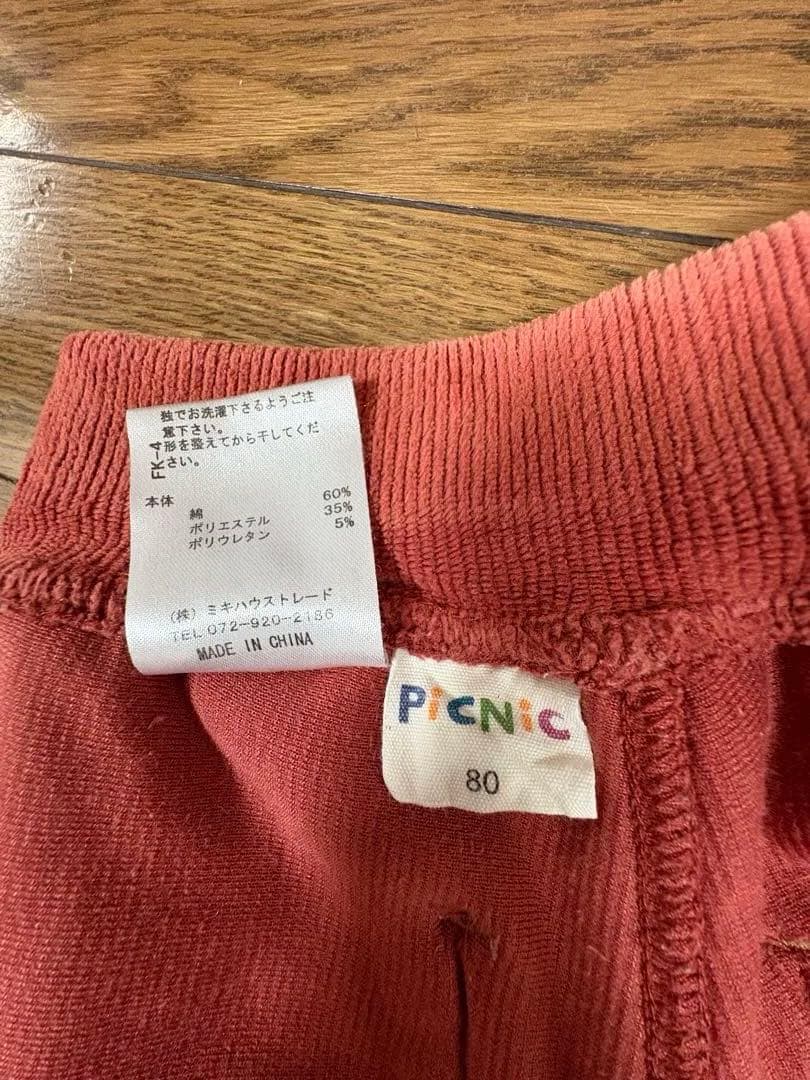 独でお洗濯下さるようご注
意下さい。
形を整えてから干してくだ
さい。
FK-4
本体
綿 60%
ポリエステル 35%
ポリウレタン 5%
(株) ミキハウストレード
TEL 072-920-2186
MADE IN CHINA
PiCNiC
80